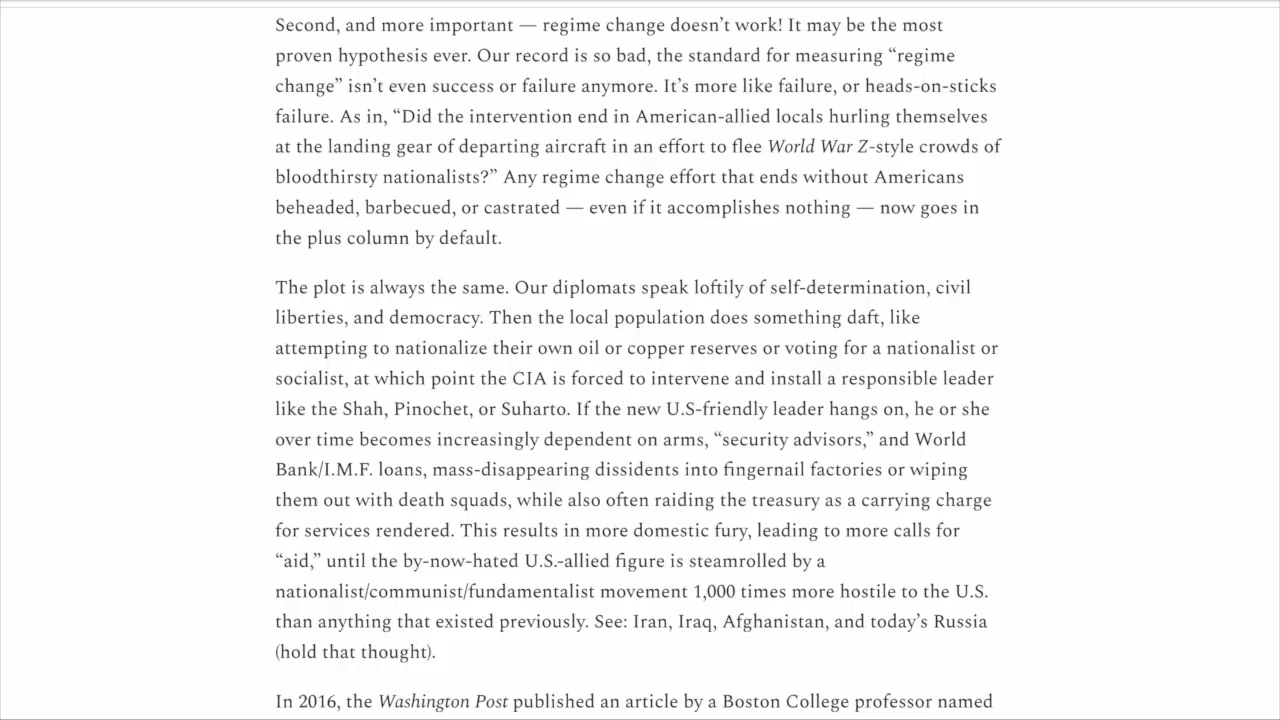 Second, and more important — regime change doesn’t work! It may be the most
proven hypothesis ever. Our record is so bad, the standard for measuring “regime
change” isn’t even success or failure anymore. It’s more like failure, or heads-on-sticks
failure. As in, “Did the intervention end in American-allied locals hurling themselves
at the landing gear of departing aircraft in an effort to flee World War Z-style crowds of
bloodthirsty nationalists?” Any regime change effort that ends without Americans
beheaded, barbecued, or castrated — even if it accomplishes nothing — now goes in
the plus column by default.
The plot is always the same. Our diplomats speak loftily of self-determination, civil
liberties, and democracy. Then the local population does something daft, like
attempting to nationalize their own oil or copper reserves or voting for a nationalist or
socialist, at which point the CIA is forced to intervene and install a responsible leader
like the Shah, Pinochet, or Suharto. If the new U.S-friendly leader hangs on, he or she
over time becomes increasingly dependent on arms, “security advisors,” and World
Bank/I.M.F. loans, mass-disappearing dissidents into fingernail factories or wiping
them out with death squads, while also often raiding the treasury as a carrying charge
for services rendered. This results in more domestic fury, leading to more calls for
“aid,” until the by-now-hated U.S.-allied figure is steamrolled by a
nationalist/communist/fundamentalist movement 1,000 times more hostile to the U.S.
than anything that existed previously. See: Iran, Iraq, Afghanistan, and today’s Russia
(hold that thought).
In 2016, the Washington Post published an article by a Boston College professor named